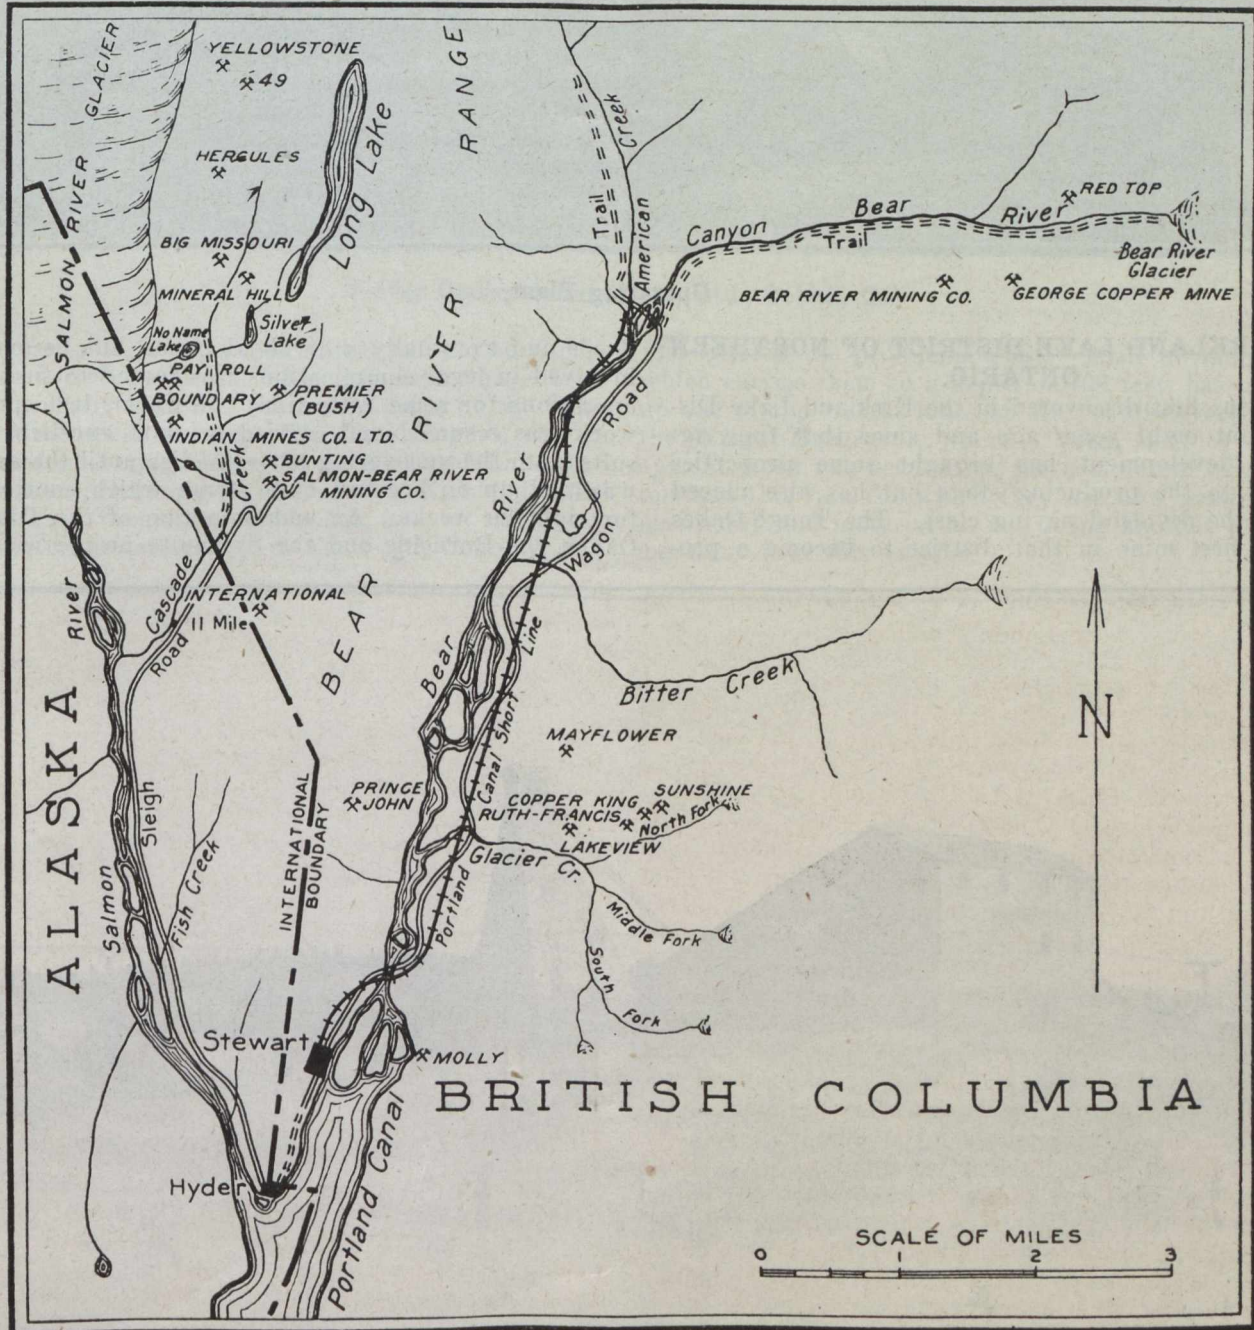 GLACIER
SALMON RIVER
YELLOWSTONE
49
HERGULES
BIG MISSOURI
MINERAL HILL
Long Lake
Silver
Lake
No Name
Lake
PAY ROLL
BOUNDARY
PREMIER
(BUSH)
INDIAN MINES CO. LTD.
BUNTING
SALMON-BEAR RIVER
MINING CO.
BEAR RIVER RANGE
Trail
American Creek
Canyon
Bear River
Trail
RED TOP
Bear River
Glacier
BEAR RIVER MINING CO.
GEORGE COPPER MINE
Bear River
Wagon Road
Cascade Creek
INTERNATIONAL
11 Mile
Road
Sleigh
Salmon River
Fish Creek
ALASKA
INTERNATIONAL
BOUNDARY
PRINCE
JOHN
Portland Canal Short Line
Bitter Creek
MAYFLOWER
COPPER KING
SUNSHINE
RUTH-FRANCIS
North Fork
LAKEVIEW
Glacier Cr.
Middle Fork
South Fork
N
Stewart
MOLLY
BRITISH COLUMBIA
Hyder
Portland Canal
SCALE OF MILES
0 1 2 3